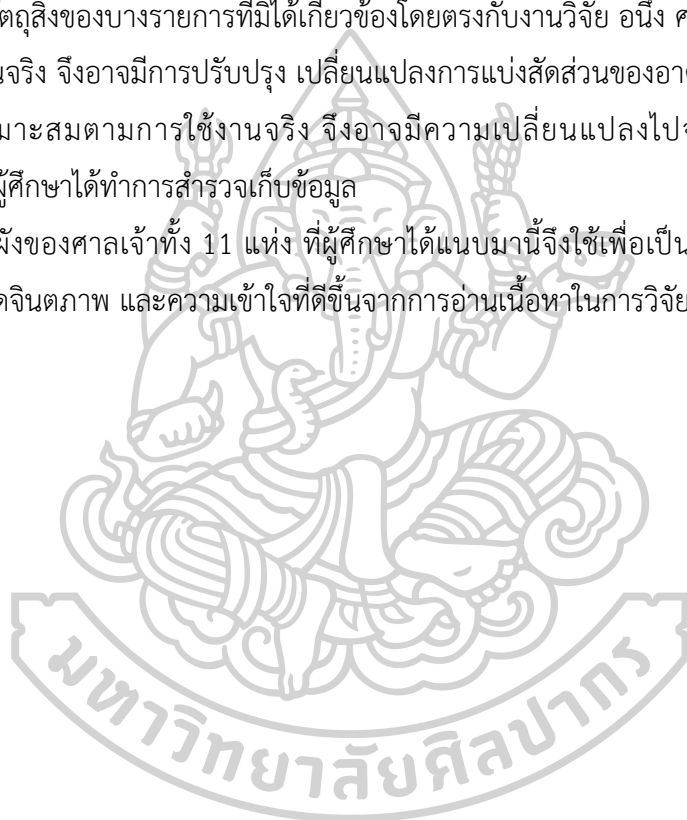 ัตถุสิ่งของบางรายการที่มิได้เกี่ยวข้องโดยตรงกับงานวิจัย อนึ่ง ศ
นจริง จึงอาจมีการปรับปรุง เปลี่ยนแปลงการแบ่งสัดส่วนของอาค
มาะสมตามการใช้งานจริง จึงอาจมีความเปลี่ยนแปลงไปจ
ผู้ศึกษาได้ทำการสำรวจเก็บข้อมูล
ผังของศาลเจ้าทั้ง 11 แห่ง ที่ผู้ศึกษาได้แนบมานี้จึงใช้เพื่อเป็น
ดจินตภาพ และความเข้าใจที่ดีขึ้นจากการอ่านเนื้อหาในการวิจัย
มหาวิทยาลัยศิลปากร